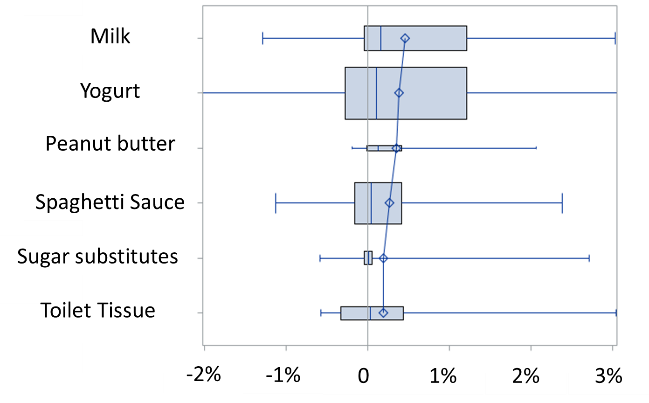 Milk
Yogurt
Peanut butter
Spaghetti Sauce
Sugar substitutes
Toilet Tissue
-2% -1% 0 1% 2% 3%